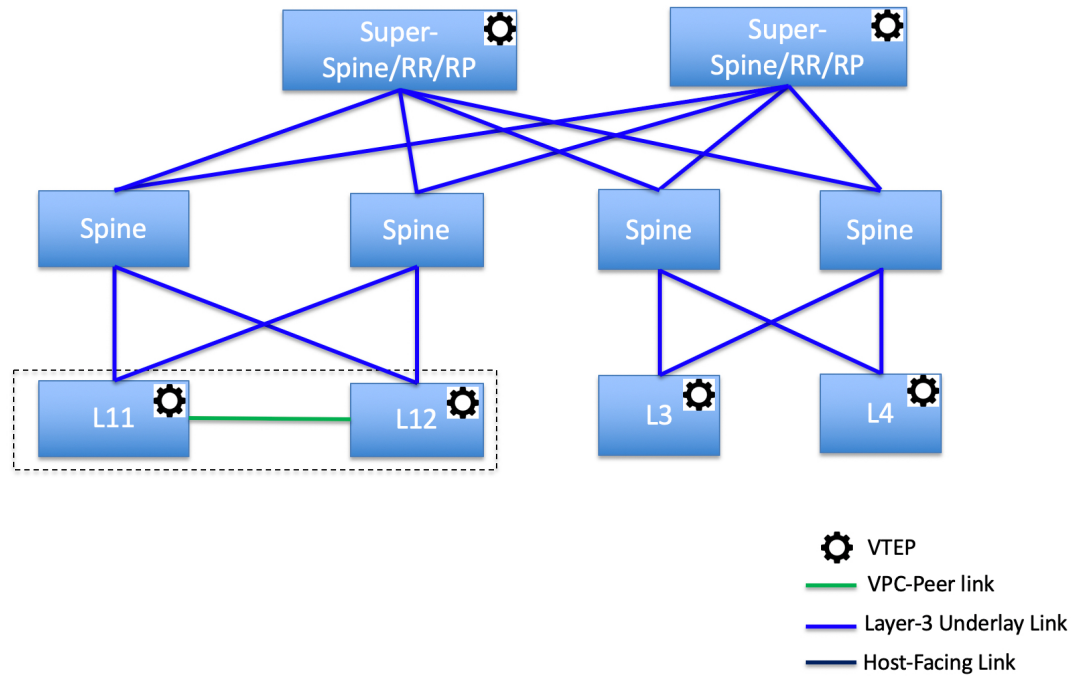 Super-
Spine/RR/RP
Super-
Spine/RR/RP
Spine
Spine
Spine
Spine
L11
L12
L3
L4
VTEP
VPC-Peer link
Layer-3 Underlay Link
Host-Facing Link